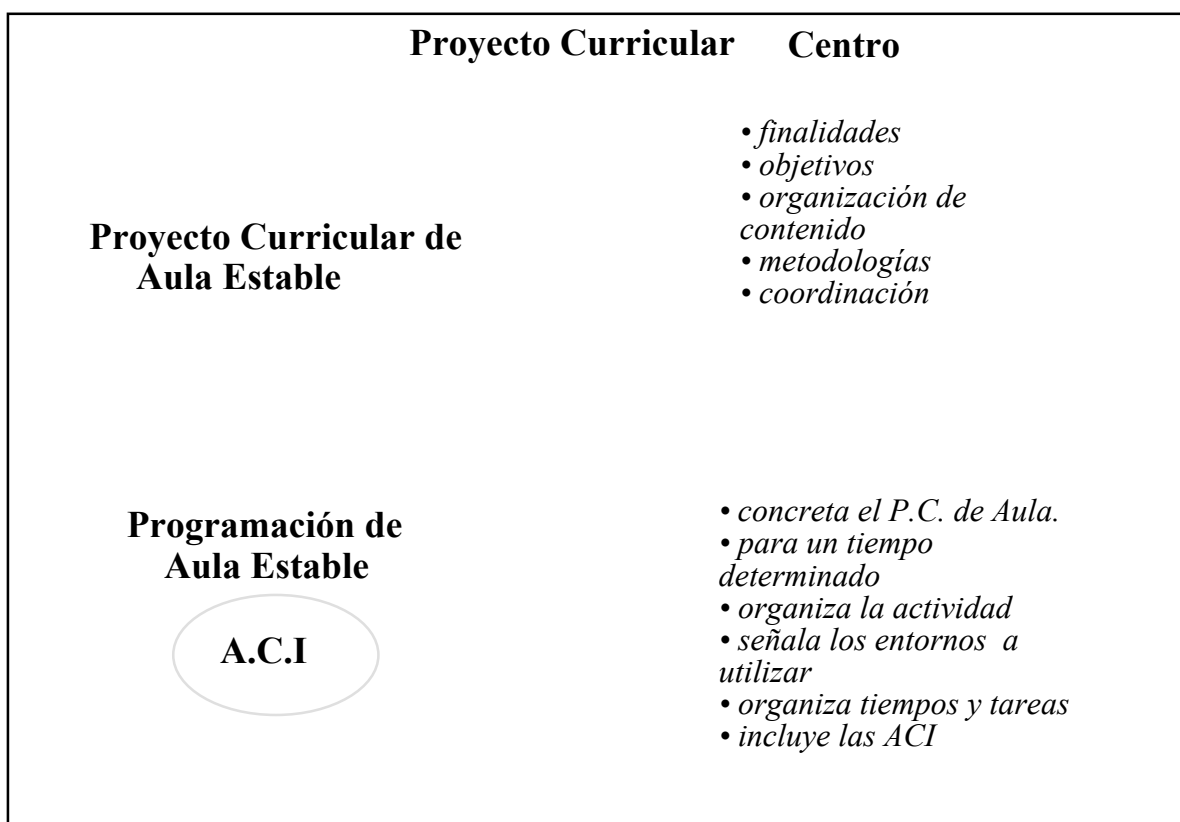 Proyecto Curricular Centro
• finalidades
• objetivos
• organización de
contenido
• metodologías
• coordinación
Proyecto Curricular de
Aula Estable
Programación de
Aula Estable
A.C.I
• concreta el P.C. de Aula.
• para un tiempo
determinado
• organiza la actividad
• señala los entornos a
utilizar
• organiza tiempos y tareas
• incluye las ACI